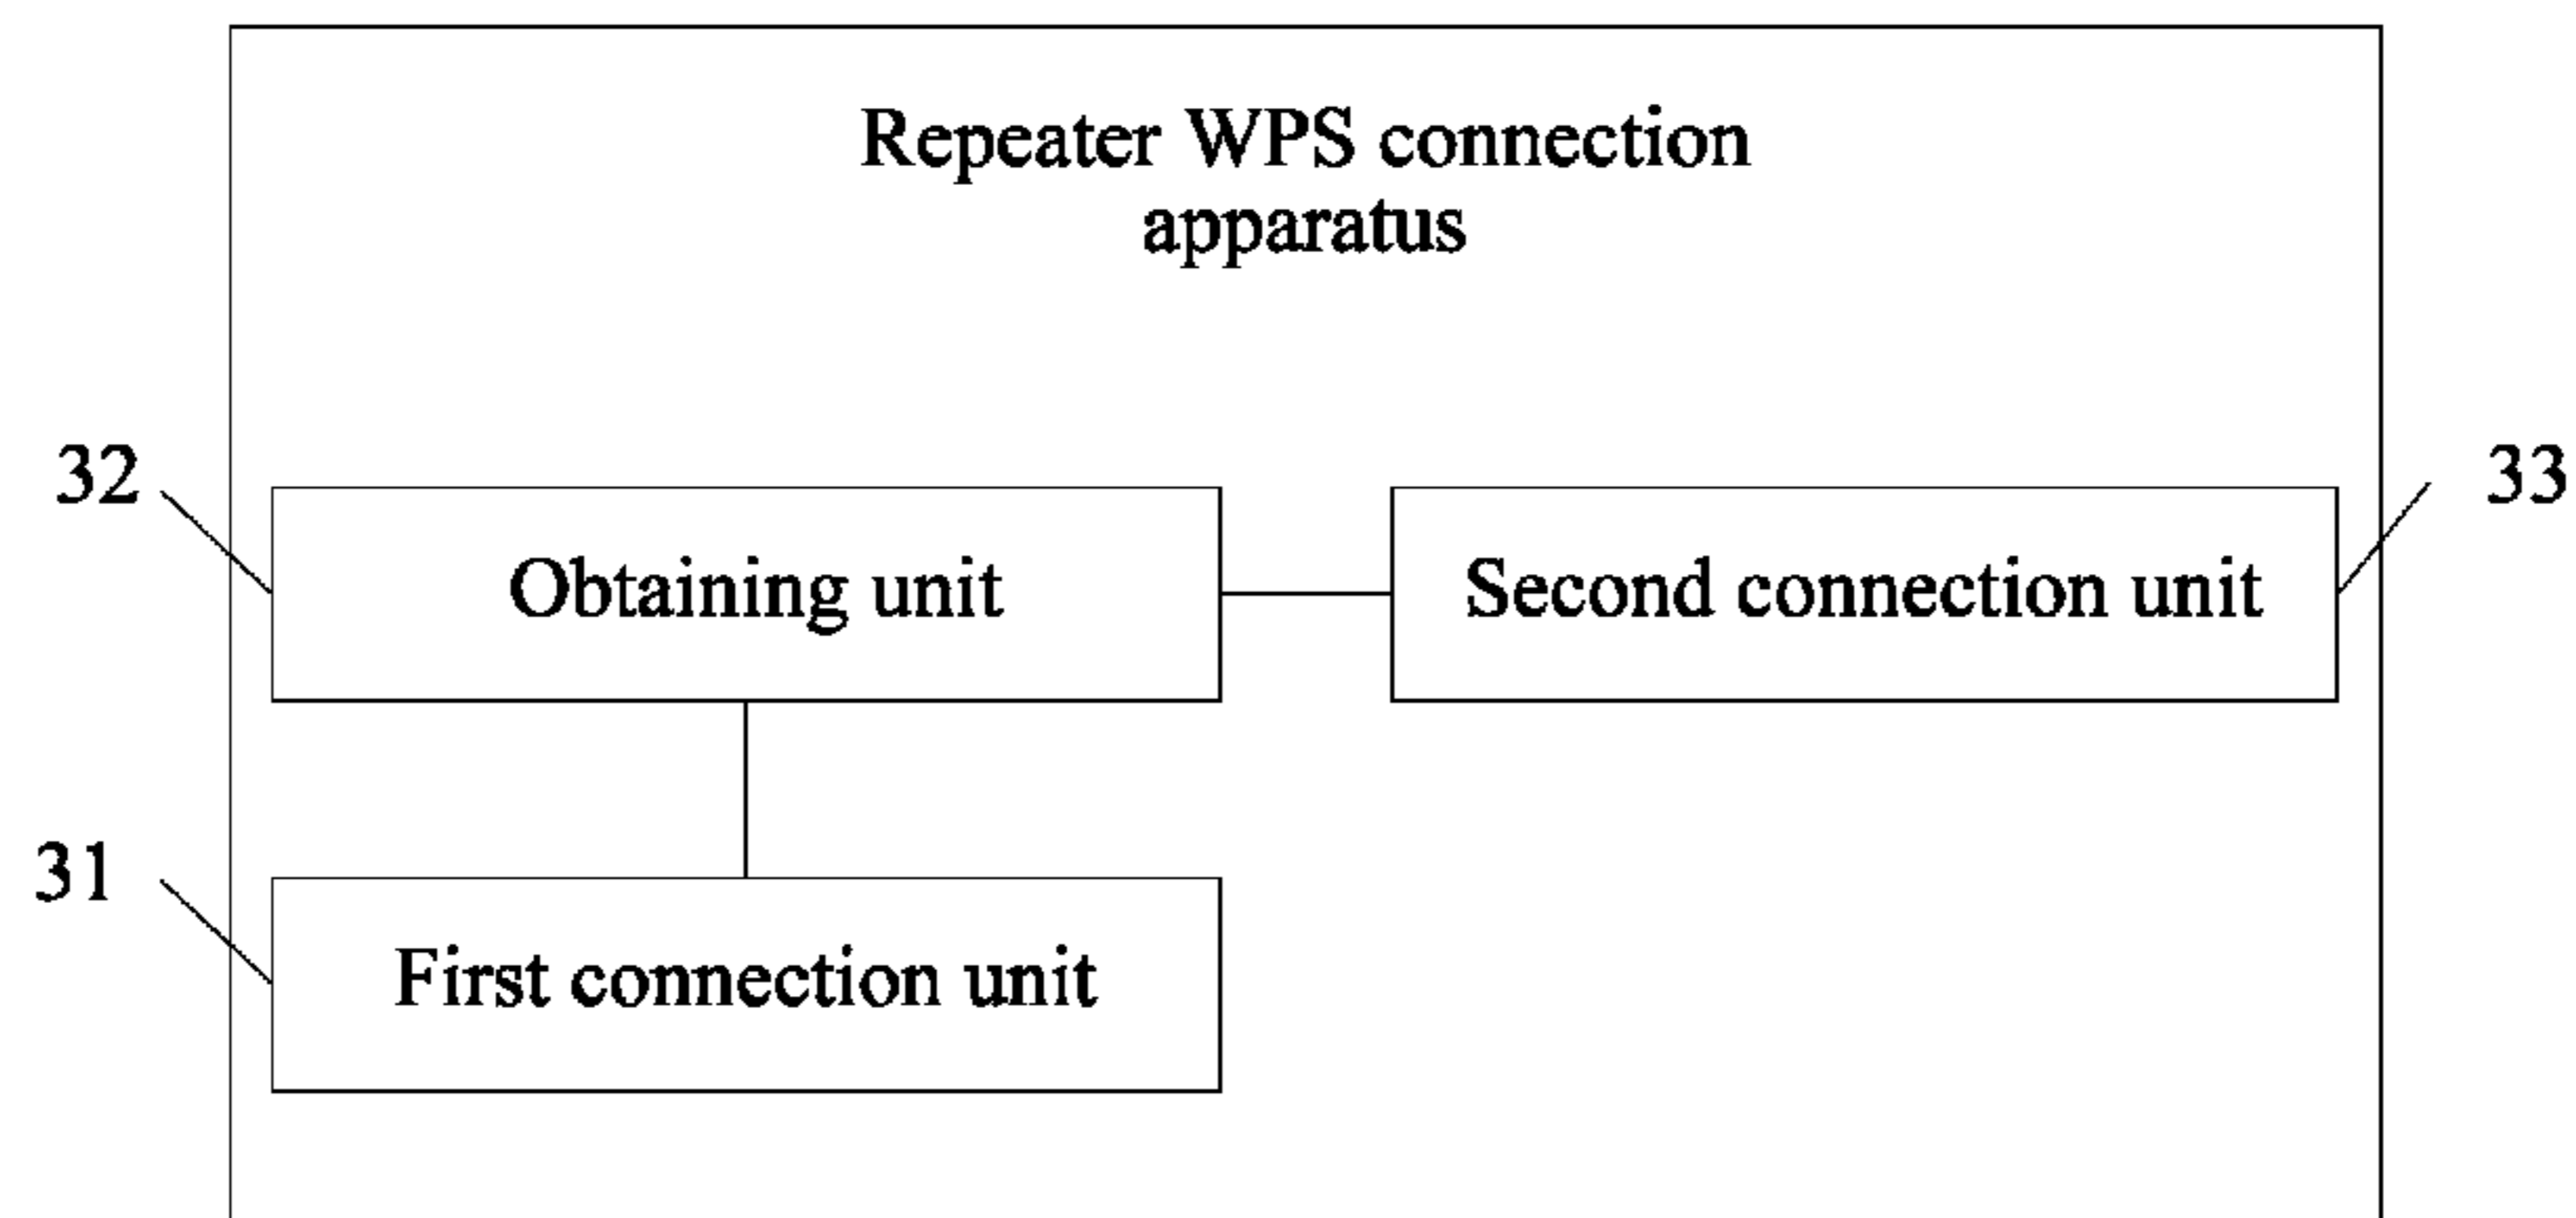 Repeater WPS connection
apparatus
32
33
Obtaining unit
Second connection unit
31
First connection unit